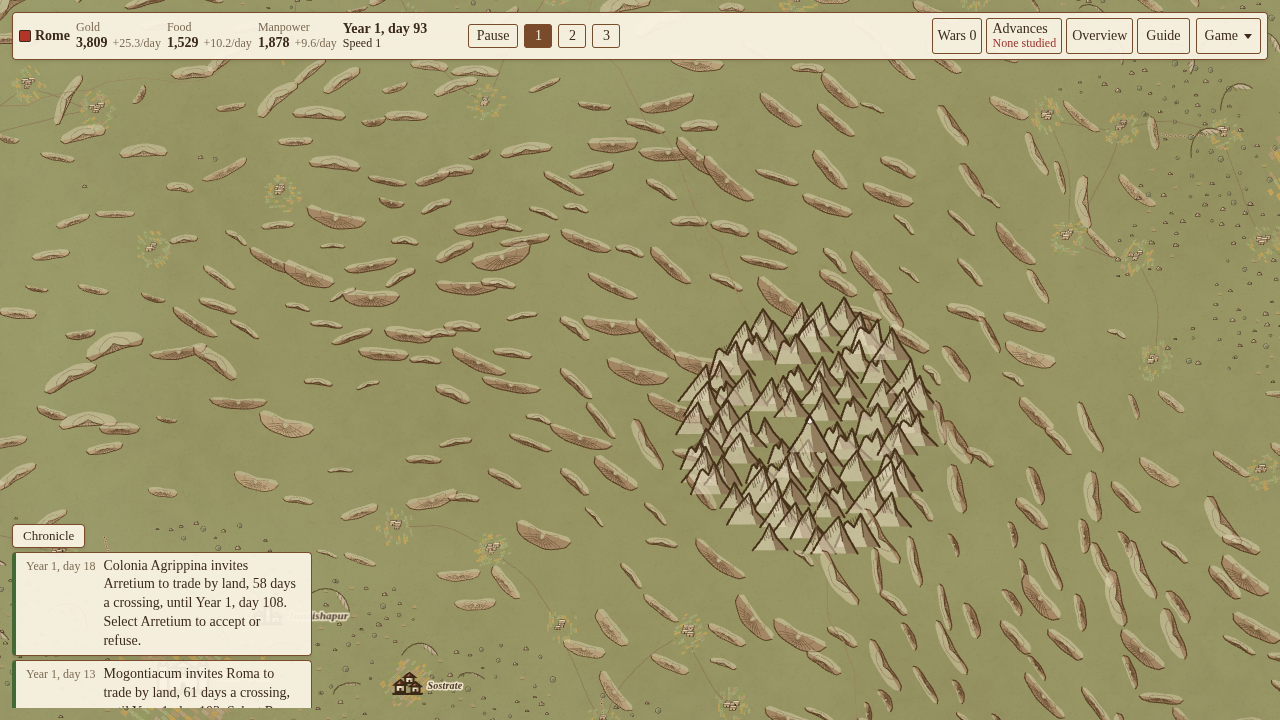 Rome
Gold
3,809 +25.3/day
Food
1,529 +10.2/day
Manpower
1,878 +9.6/day
Year 1, day 93
Speed 1
Pause
1
2
3
Wars 0
Advances
None studied
Overview
Guide
Game
Chronicle
Year 1, day 18
Colonia Agrippina invites
Arretium to trade by land, 58 days
a crossing, until Year 1, day 108.
Select Arretium to accept or
refuse.
Year 1, day 13
Mogontiacum invites Roma to
trade by land, 61 days a crossing,
Sostrate